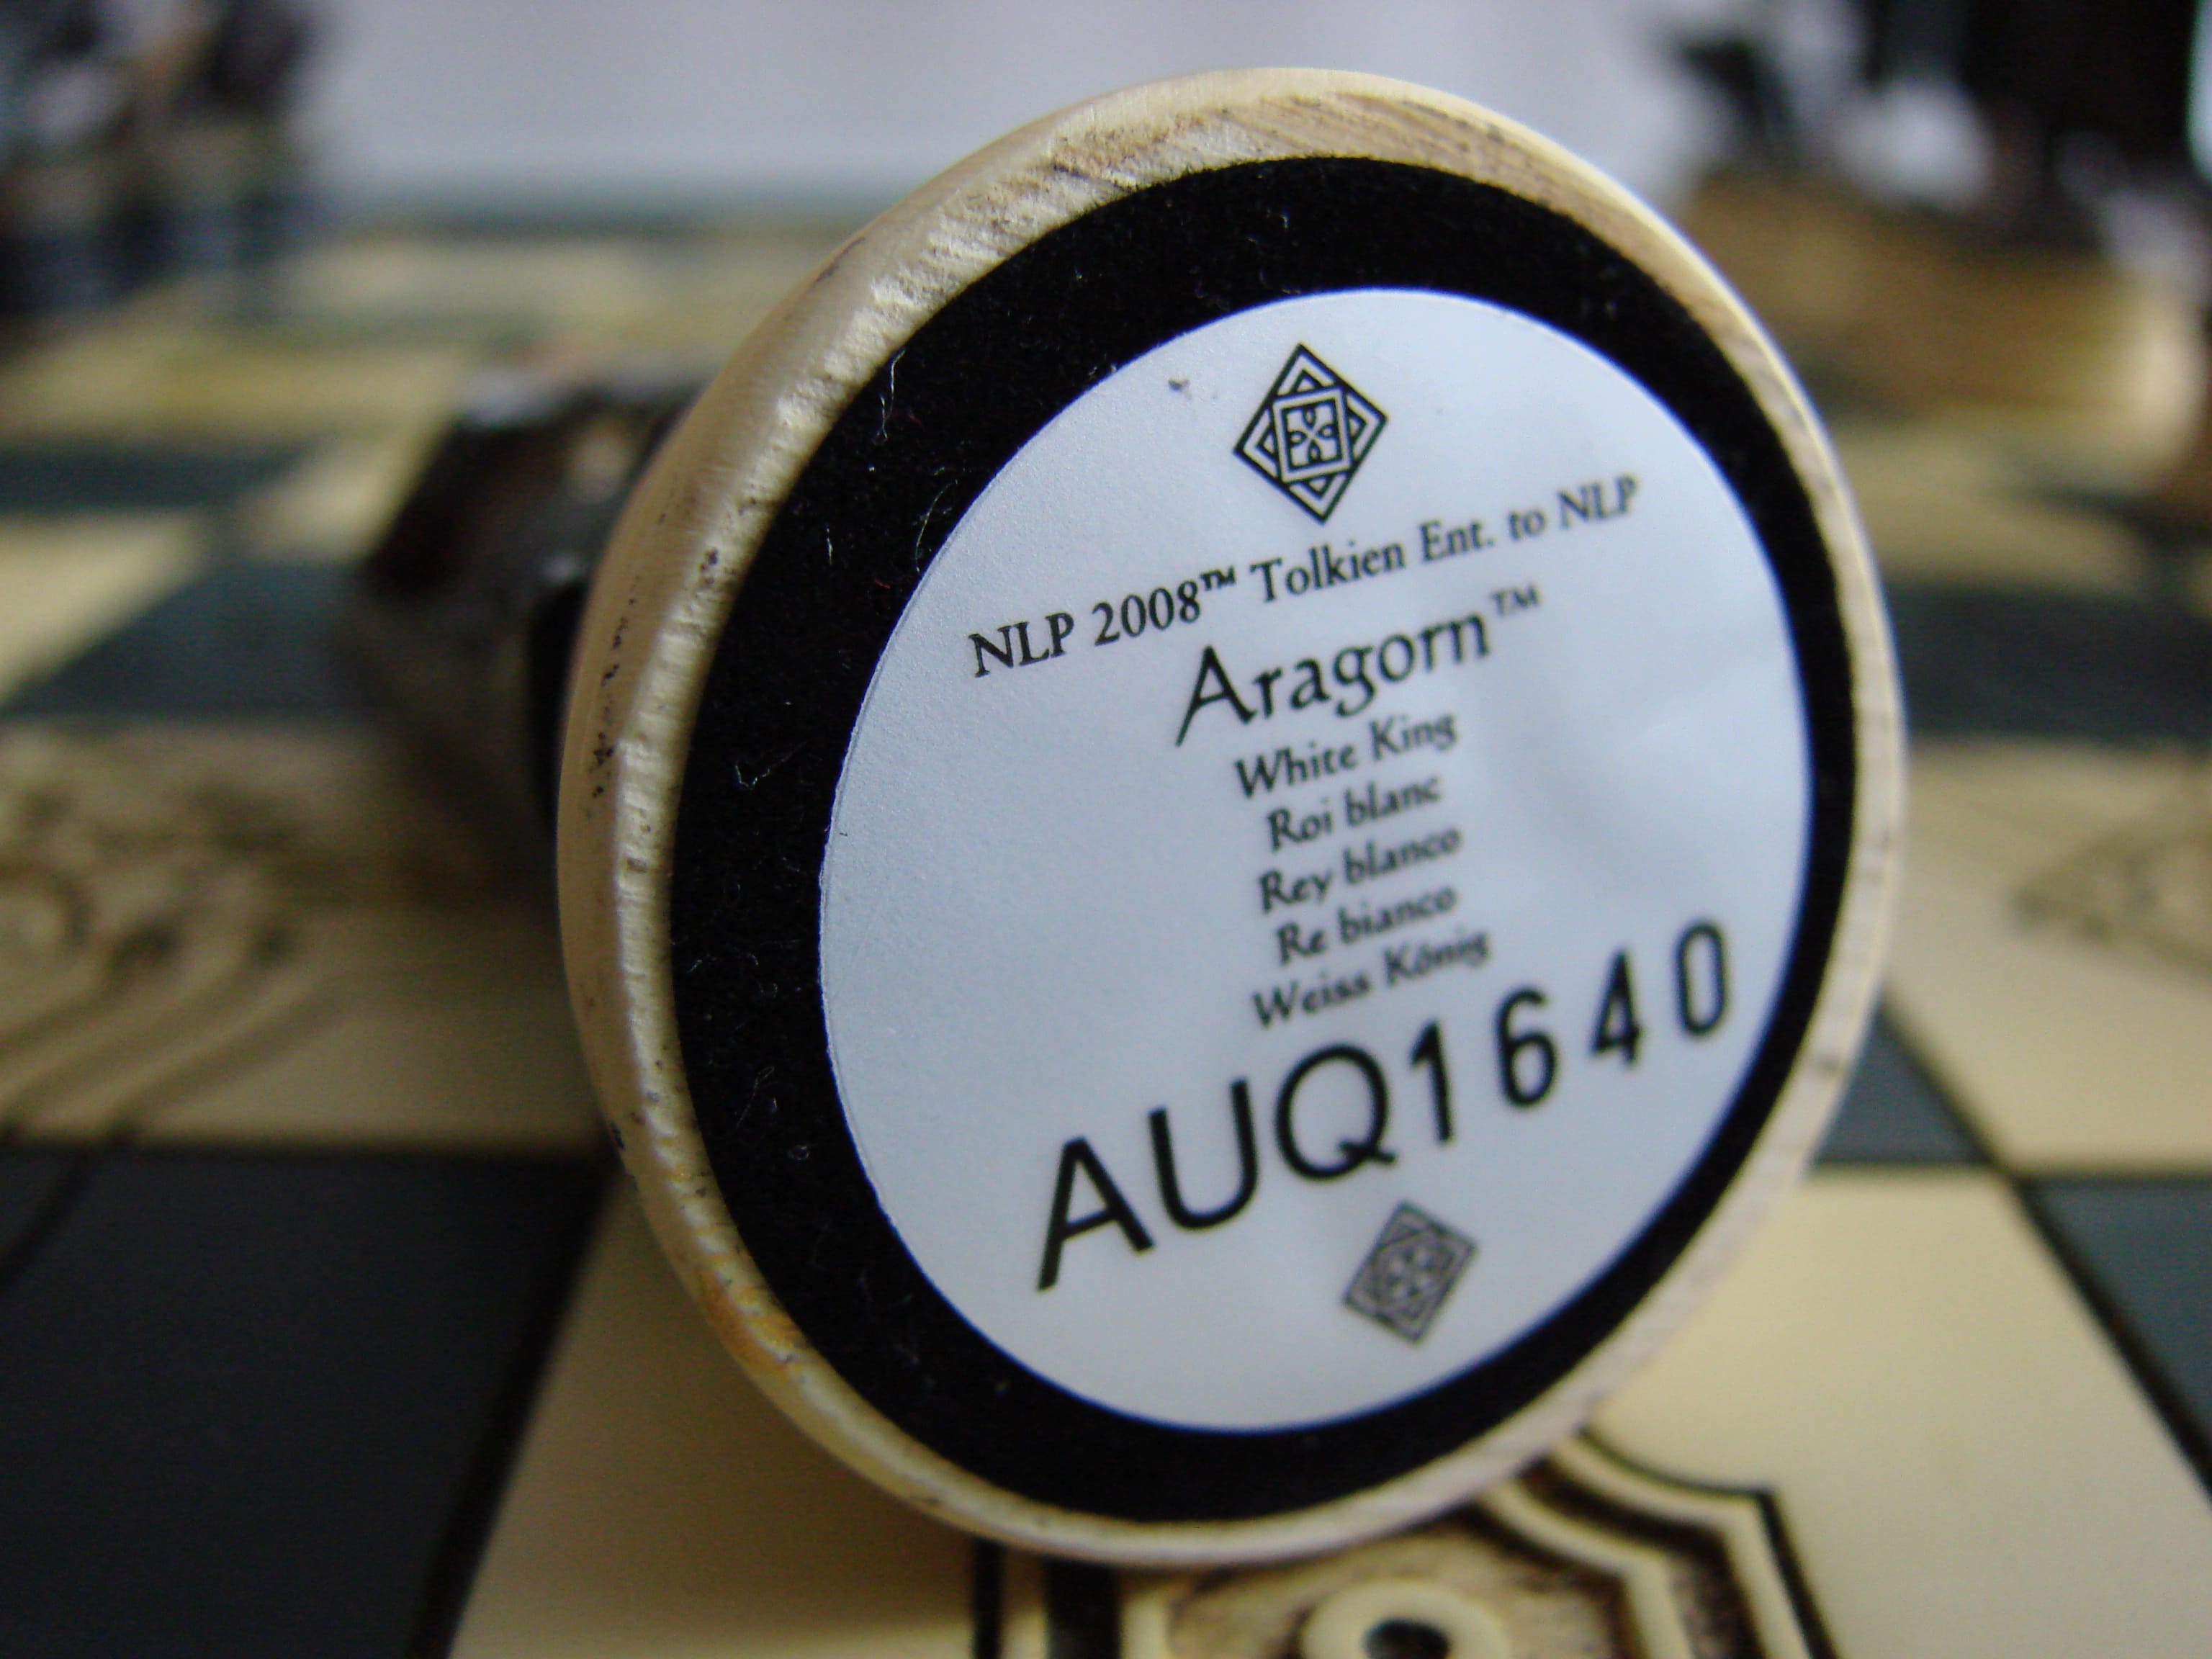 NLP 2008™ Tolkien Ent. to NLP
Aragorn™
White King
Roi blanc
Rey blanco
Re bianco
Weiss König
AUQ1640